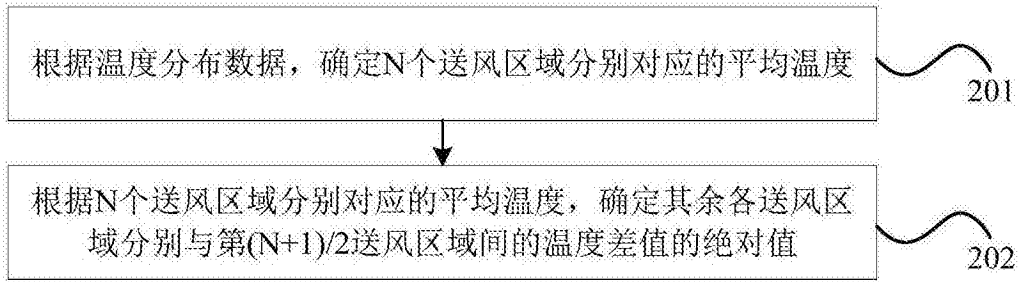 根据温度分布数据，确定N个送风区域分别对应的平均温度
201
根据N个送风区域分别对应的平均温度，确定其余各送风区
域分别与第(N+1)/2送风区域间的温度差值的绝对值
202